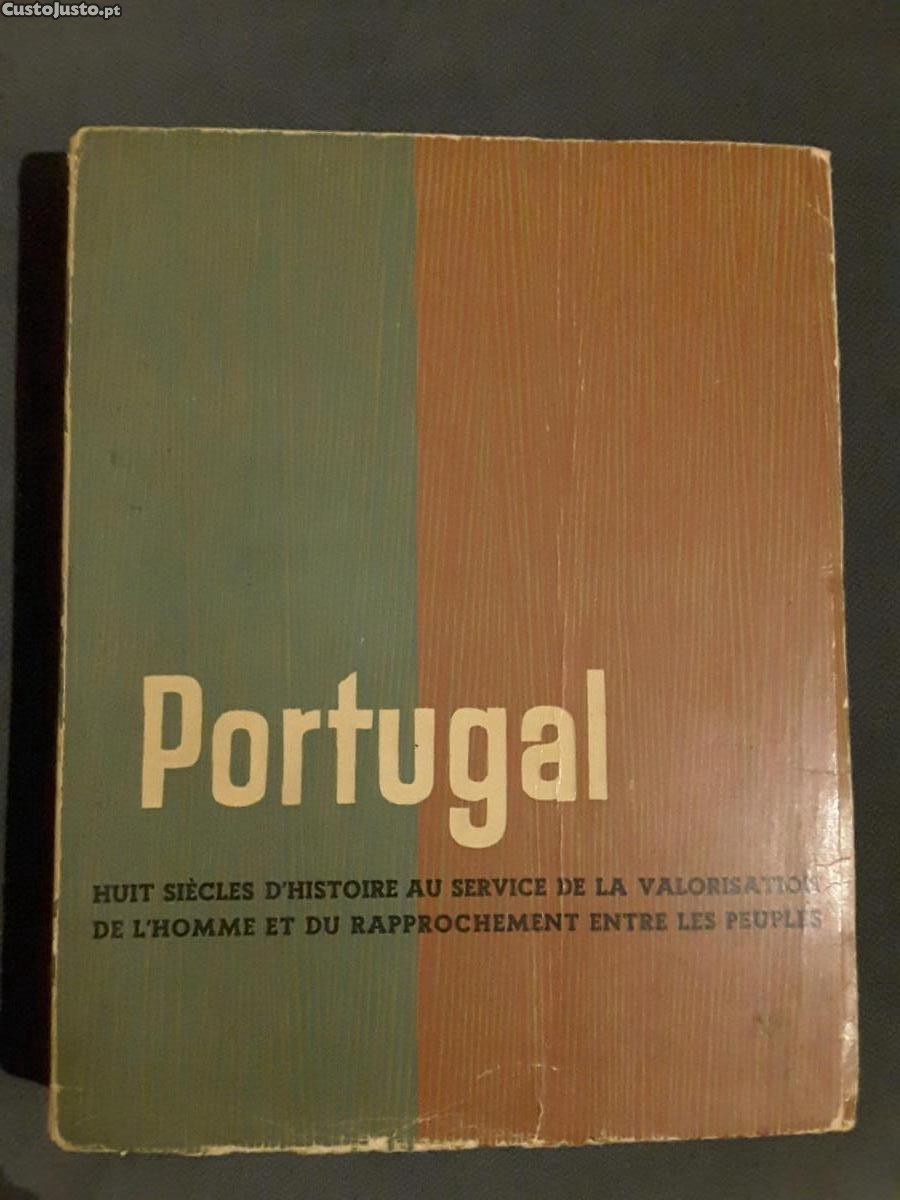 CustoJusto.pt
Portugal
HUIT SIÈCLES D'HISTOIRE AU SERVICE DE LA VALORISATION
DE L'HOMME ET DU RAPPROCHEMENT ENTRE LES PEUPLES